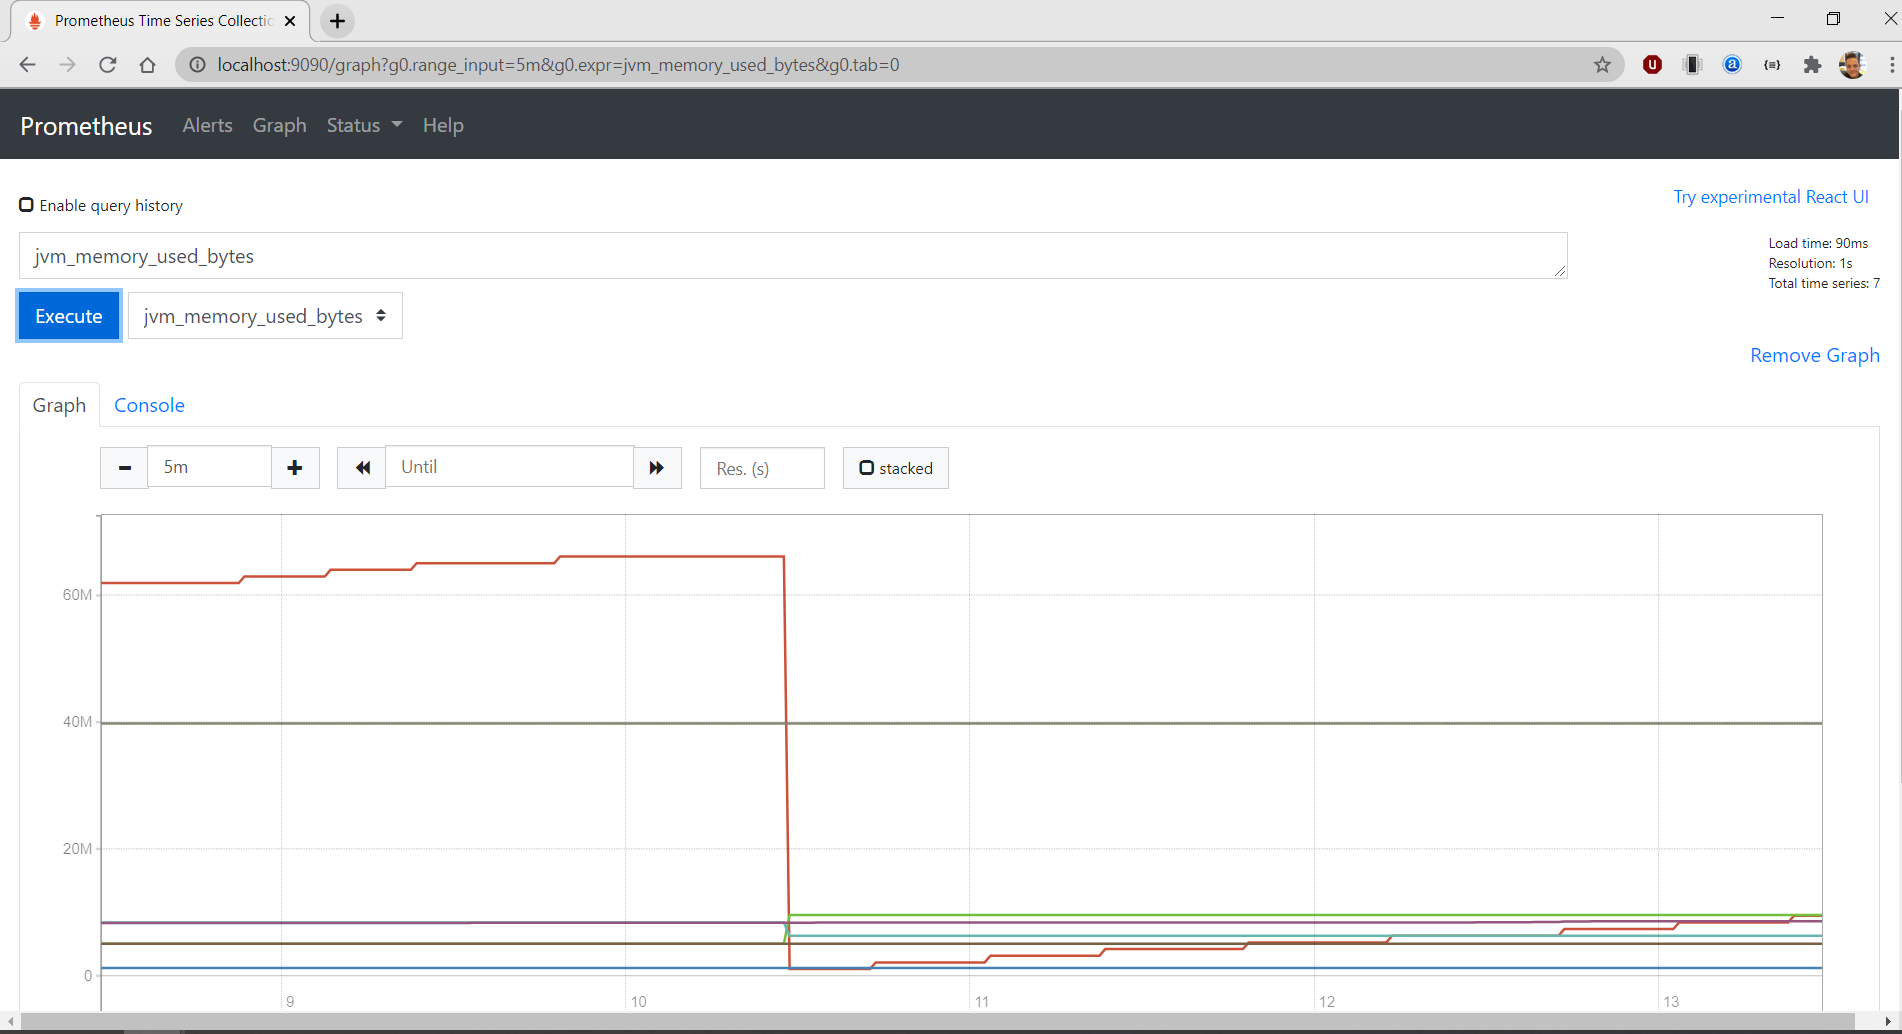 Prometheus Time Series Collectio
localhost:9090/graph?g0.range_input=5m&g0.expr=jvm_memory_used_bytes&g0.tab=0
Prometheus Alerts Graph Status Help
Enable query history
Try experimental React UI
jvm_memory_used_bytes
Load time: 90ms
Resolution: 1s
Total time series: 7
Execute jvm_memory_used_bytes
Remove Graph
Graph Console
5m Until Res. (s) stacked
60M
40M
20M
0
9 10 11 12 13